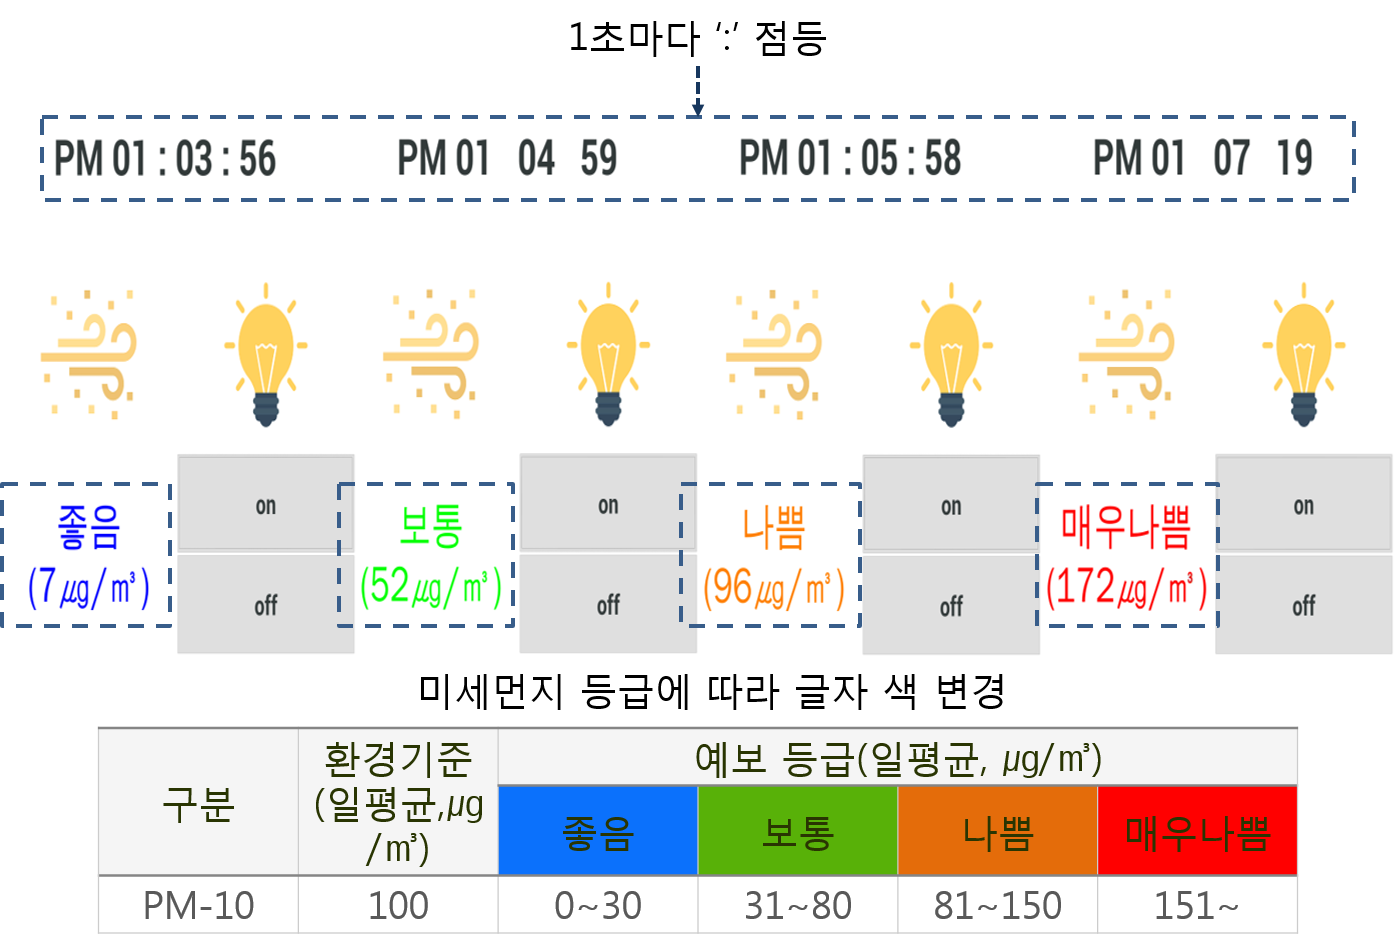 1초마다 ‘:’ 점등
PM 01 : 03 : 56
PM 01 04 59
PM 01 : 05 : 58
PM 01 07 19
좋음
(7㎍/㎥)
on
off
보통
(52㎍/㎥)
on
off
나쁨
(96㎍/㎥)
on
off
매우나쁨
(172㎍/㎥)
on
off
미세먼지 등급에 따라 글자 색 변경
구분
환경기준
(일평균,㎍
/㎥)
예보 등급(일평균, ㎍/㎥)
좋음
보통
나쁨
매우나쁨
PM-10
100
0~30
31~80
81~150
151~